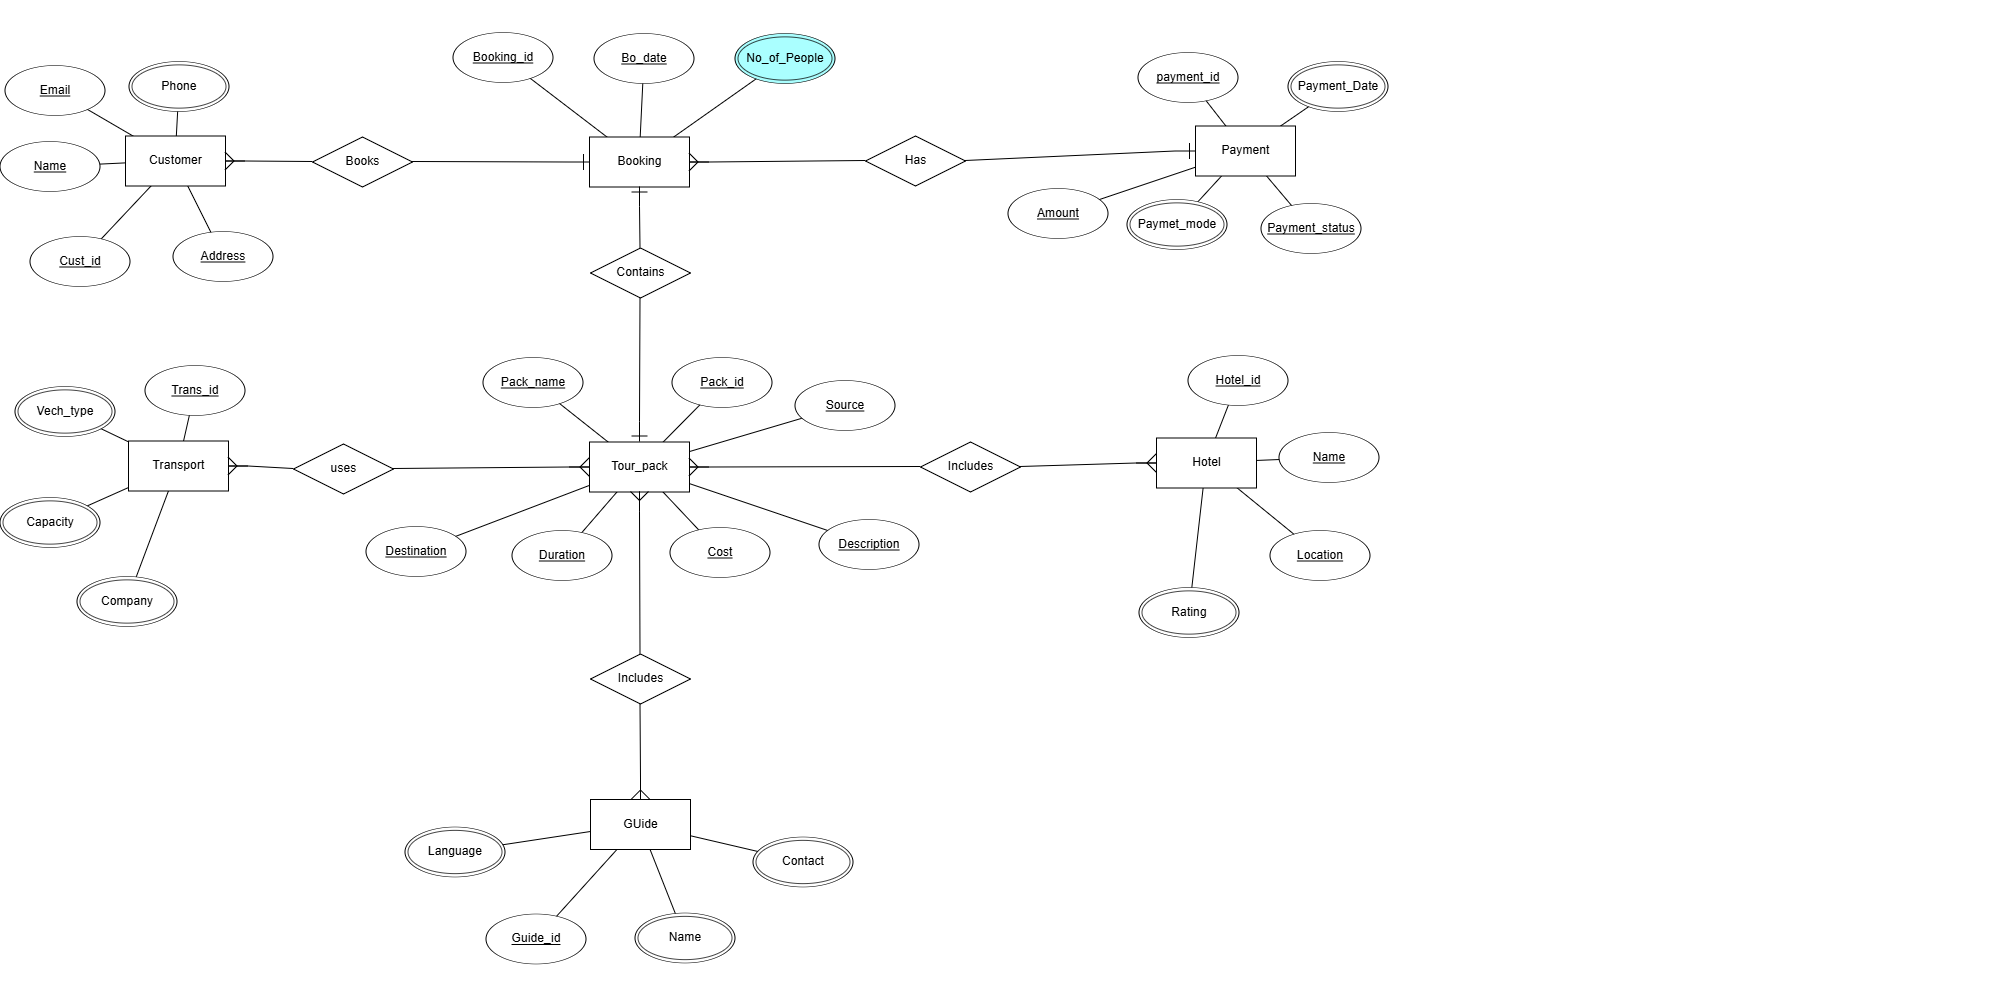 Booking_id
Bo_date
No_of_People
payment_id
Payment_Date
Email
Phone
Name
Customer
Books
Booking
Has
Payment
Cust_id
Address
Amount
Paymet_mode
Payment_status
Contains
Vech_type
Trans_id
Pack_name
Pack_id
Source
Hotel_id
Transport
uses
Tour_pack
Includes
Hotel
Name
Capacity
Destination
Duration
Cost
Description
Location
Company
Rating
Includes
GUide
Language
Contact
Guide_id
Name